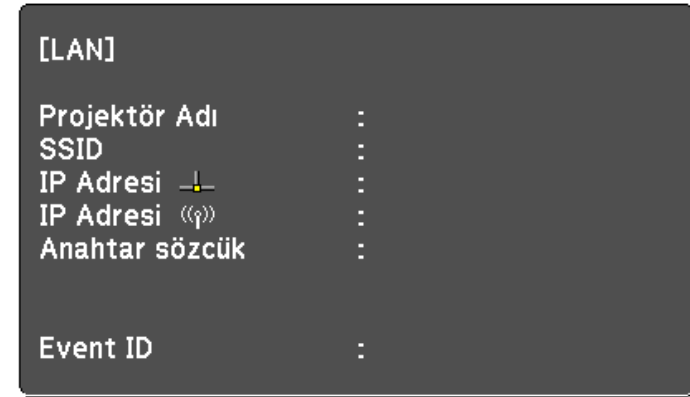 [LAN]
Projektör Adı :
SSID :
IP Adresi :
IP Adresi :
Anahtar sözcük :
Event ID :